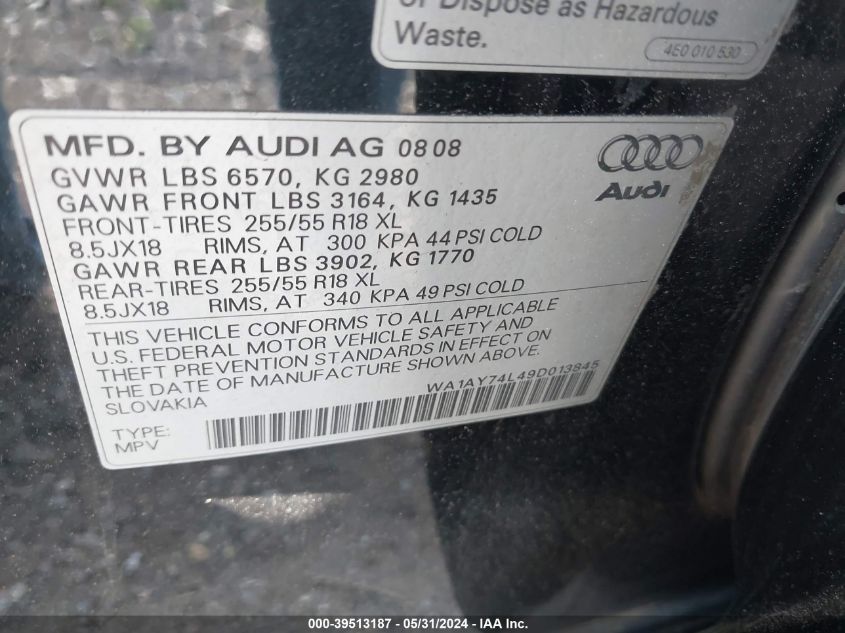 or Dispose as Hazardous
Waste.
4E0 010 530
MFD. BY AUDI AG 0808
Audi
GVWR LBS 6570, KG 2980
GAWR FRONT LBS 3164, KG 1435
FRONT-TIRES 255/55 R18 XL
8.5JX18 RIMS, AT 300 KPA 44 PSI COLD
GAWR REAR LBS 3902, KG 1770
REAR-TIRES 255/55 R18 XL
8.5JX18 RIMS, AT 340 KPA 49 PSI COLD
THIS VEHICLE CONFORMS TO ALL APPLICABLE
U.S. FEDERAL MOTOR VEHICLE SAFETY AND
THEFT PREVENTION STANDARDS IN EFFECT ON
THE DATE OF MANUFACTURE SHOWN ABOVE.
SLOVAKIA
WA1AY74L49D013845
TYPE:
MPV
000-39513187 - 05/31/2024 - IAA Inc.